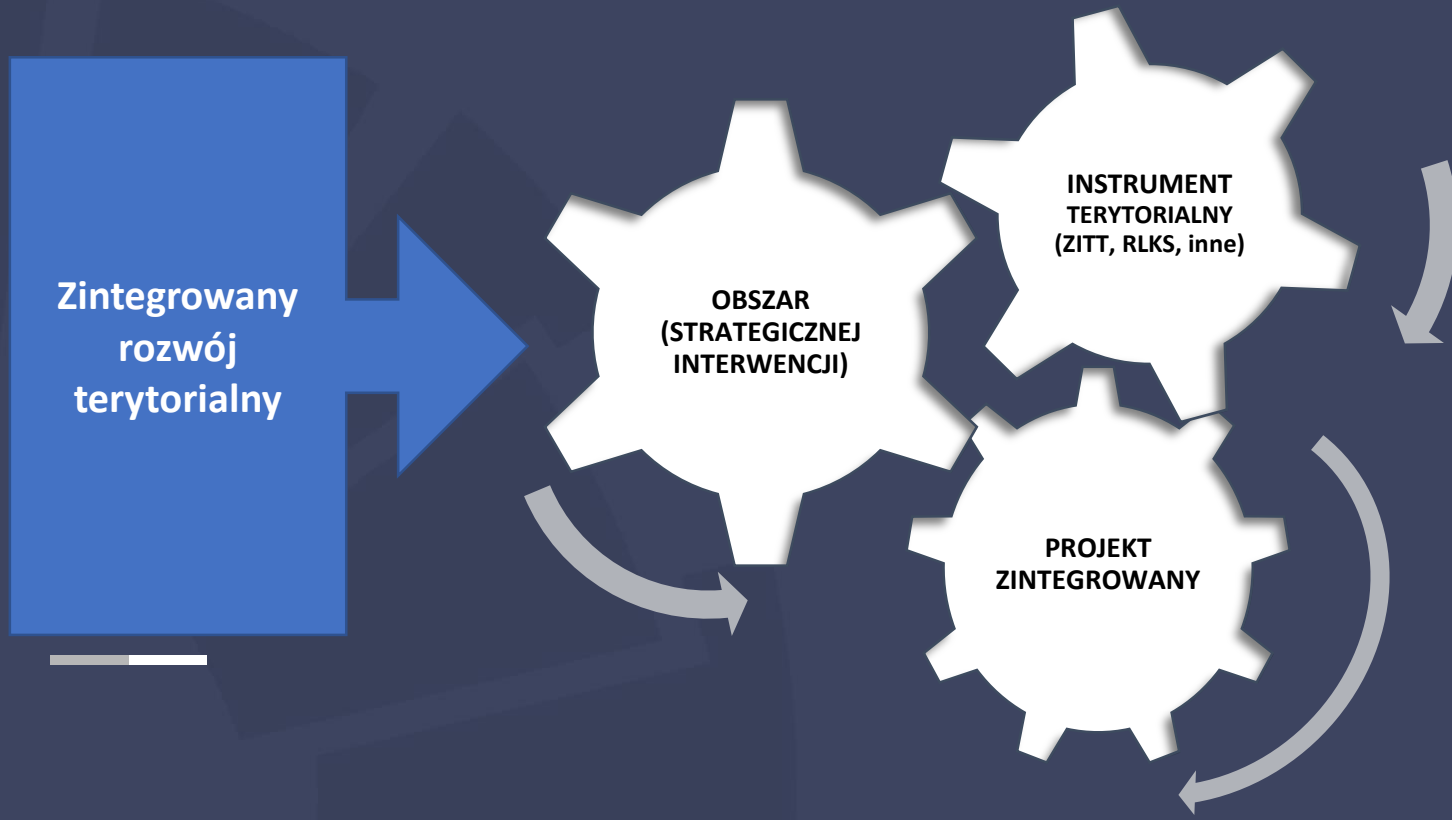 Zintegrowany
rozwój
terytorialny
OBSZAR
(STRATEGICZNEJ
INTERWENCJI)
INSTRUMENT
TERYTORIALNY
(ZITT, RLKS, inne)
PROJEKT
ZINTEGROWANY